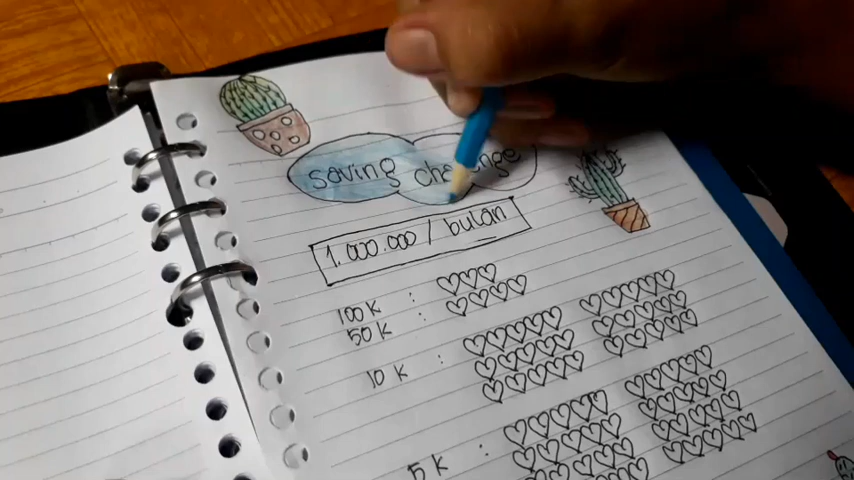 saving challenge
1.000.000 / bulan
100 K :
50 K :
10 K :
5 K :